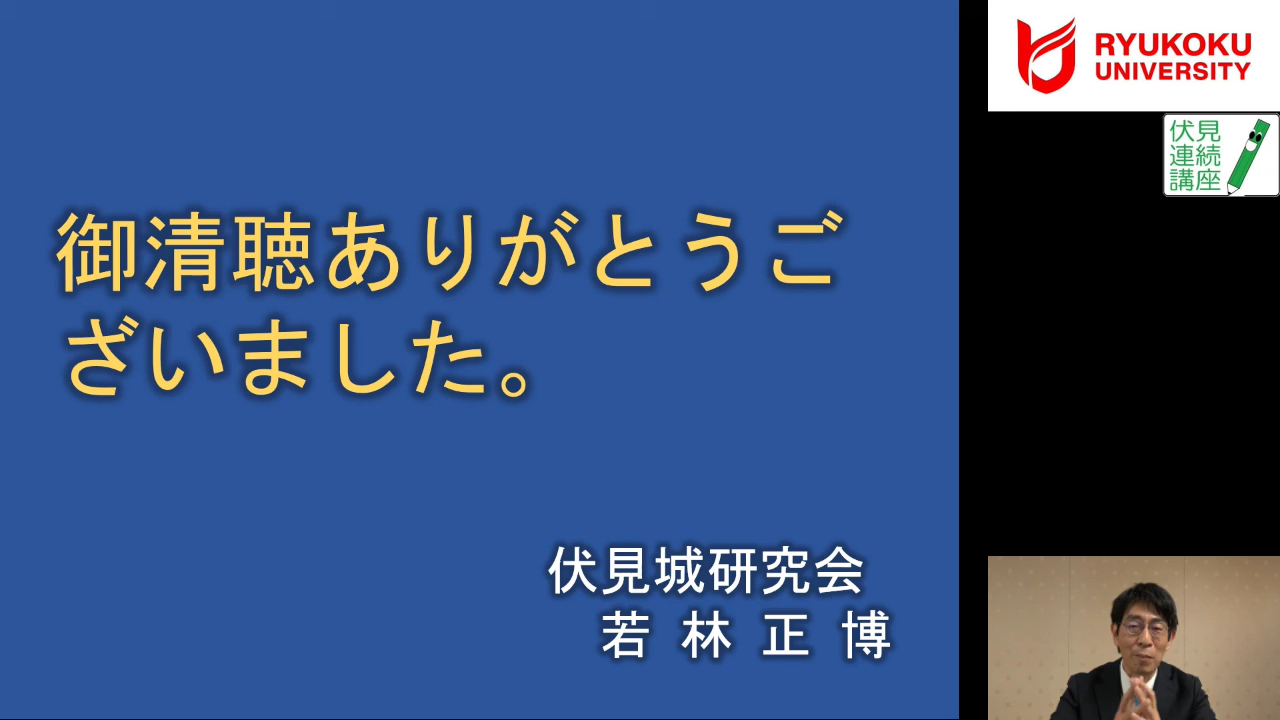 御清聴ありがとうご
ざいました。
伏見城研究会
若 林 正 博
RYUKOKU
UNIVERSITY
伏見
連続
講座